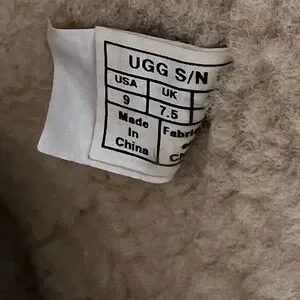 UGG S/N
USA UK
9 7.5
Made
In
China